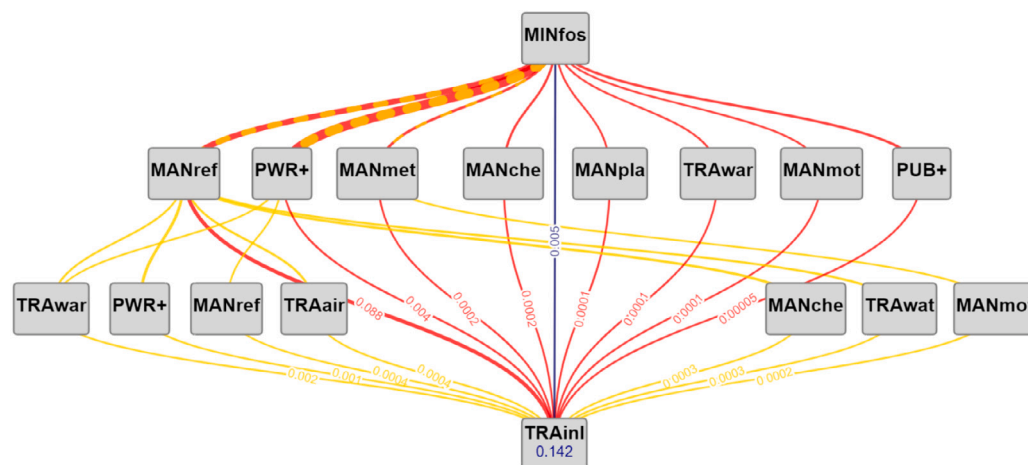 MINfos
MANref
PWR+
MANmet
MANche
MANpla
TRAwar
MANmot
PUB+
0.005
TRAwar
PWR+
MANref
TRAair
MANche
TRAwat
MANmo
0.088
0.004
0.0002
0.0002
0.0001
0.0001
0.0001
0.00005
0.002
0.001
0.0004
0.0004
0.0003
0.0003
0.0002
TRAinl
0.142